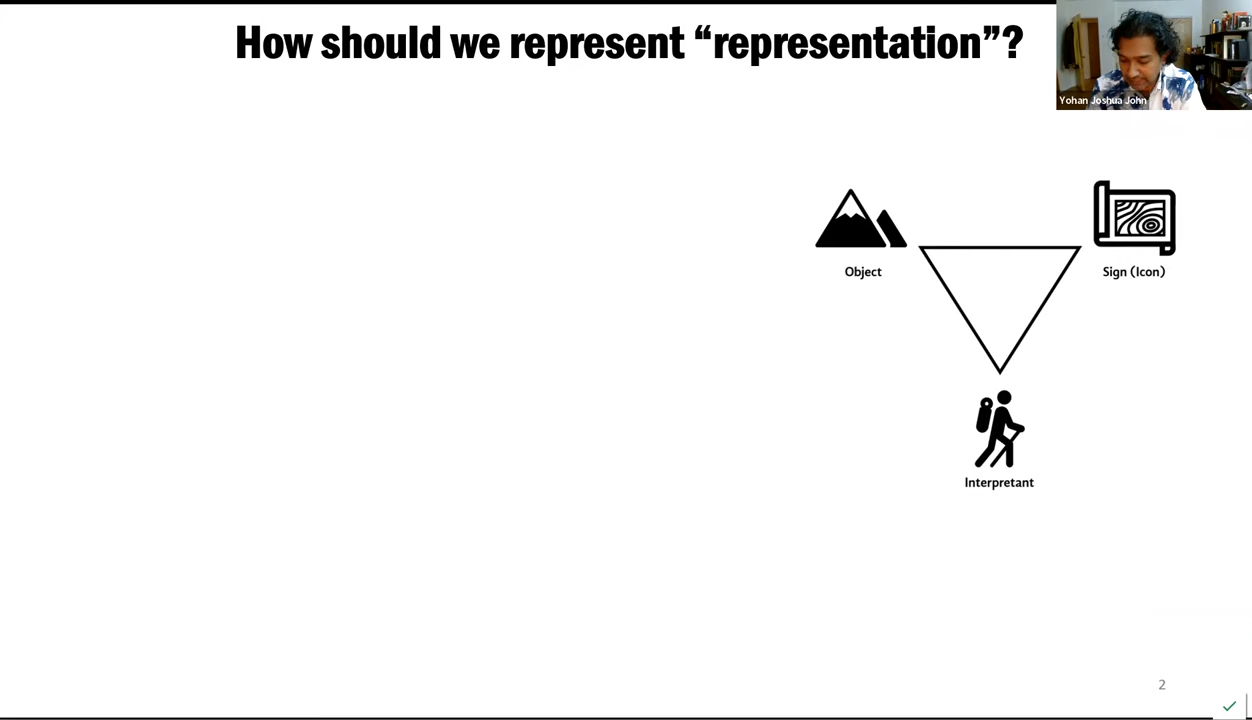 How should we represent “representation”?
Yohan Joshua John
Object
Sign (Icon)
Interpretant
2